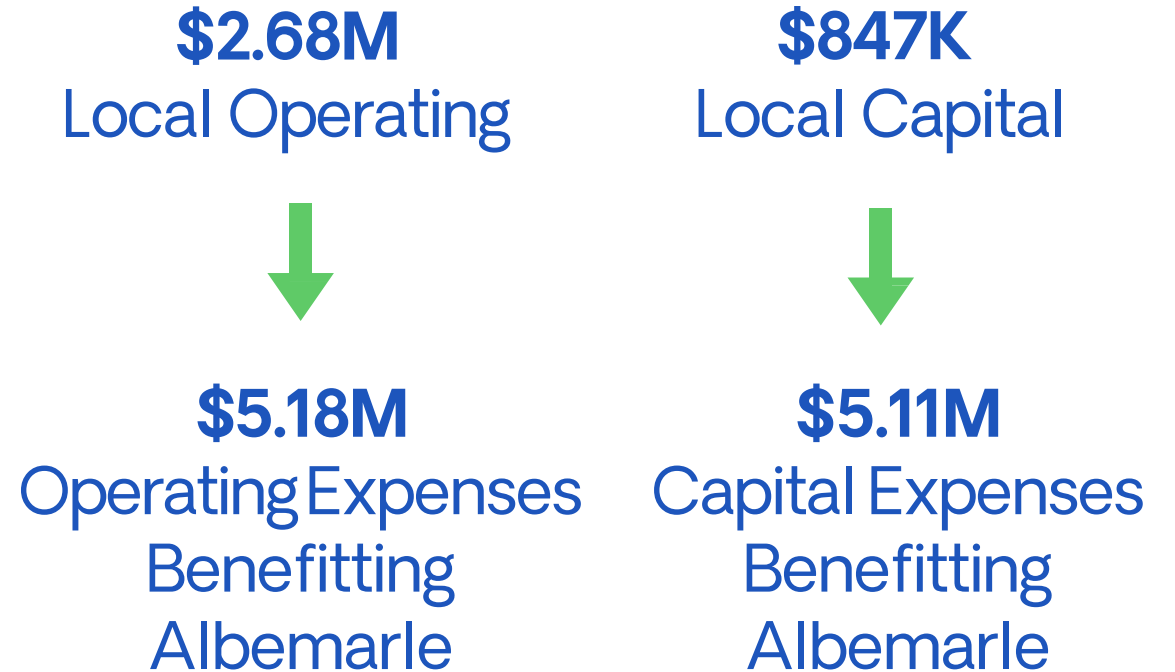 $2.68M
Local Operating
$847K
Local Capital
$5.18M
Operating Expenses
Benefitting
Albemarle
$5.11M
Capital Expenses
Benefitting
Albemarle